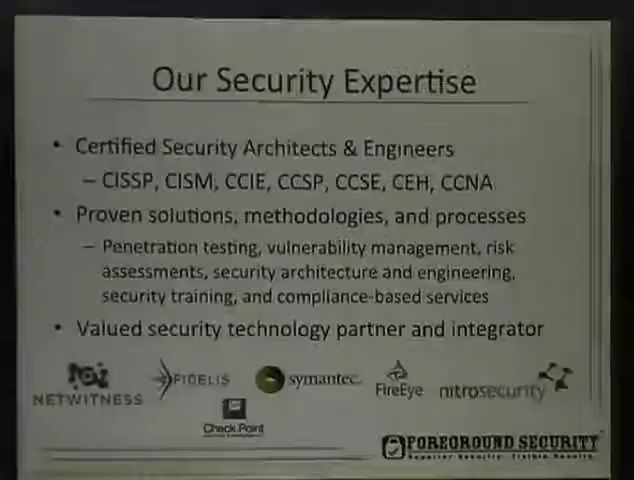 Our Security Expertise
• Certified Security Architects & Engineers
– CISSP, CISM, CCIE, CCSP, CCSE, CEH, CCNA
• Proven solutions, methodologies, and processes
– Penetration testing, vulnerability management, risk
assessments, security architecture and engineering,
security training, and compliance-based services
• Valued security technology partner and integrator
NETWITNESS FIDELIS symantec. FireEye nitrosecurity
Check Point
FOREGROUND SECURITY